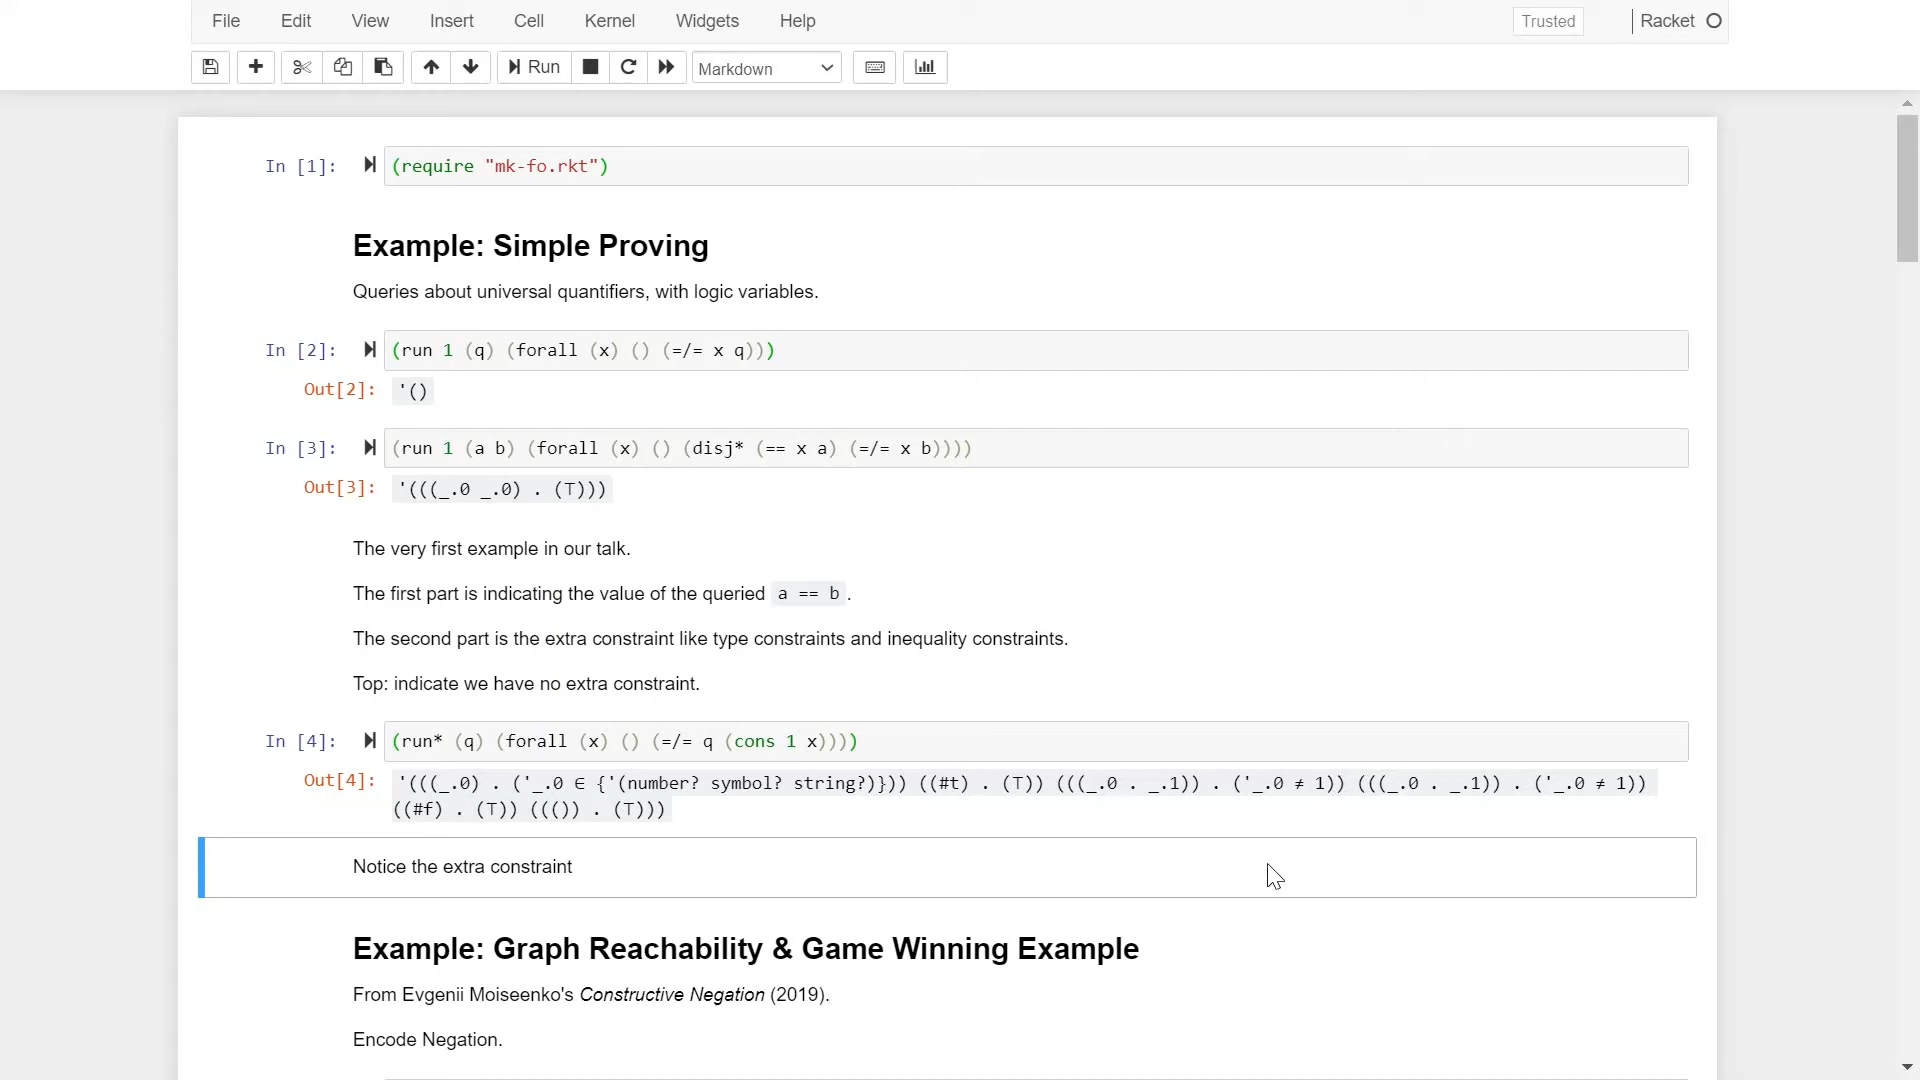 File Edit View Insert Cell Kernel Widgets Help Trusted Racket
Run Markdown
In [1]: (require "mk-fo.rkt")
Example: Simple Proving
Queries about universal quantifiers, with logic variables.
In [2]: (run 1 (q) (forall (x) () (=/= x q)))
Out[2]: '()
In [3]: (run 1 (a b) (forall (x) () (disj* (== x a) (=/= x b))))
Out[3]: '(((_.0 _.0) . (⊤)))
The very first example in our talk.
The first part is indicating the value of the queried a == b .
The second part is the extra constraint like type constraints and inequality constraints.
Top: indicate we have no extra constraint.
In [4]: (run* (q) (forall (x) () (=/= q (cons 1 x))))
Out[4]: '(((_.0) . ('_.0 ∈ {'(number? symbol? string?)})) ((#t) . (⊤)) (((_.0 . _.1)) . ('_.0 ≠ 1)) (((_.0 . _.1)) . ('_.0 ≠ 1))
((#f) . (⊤)) ((()) . (⊤)))
Notice the extra constraint
Example: Graph Reachability & Game Winning Example
From Evgenii Moiseenko's Constructive Negation (2019).
Encode Negation.